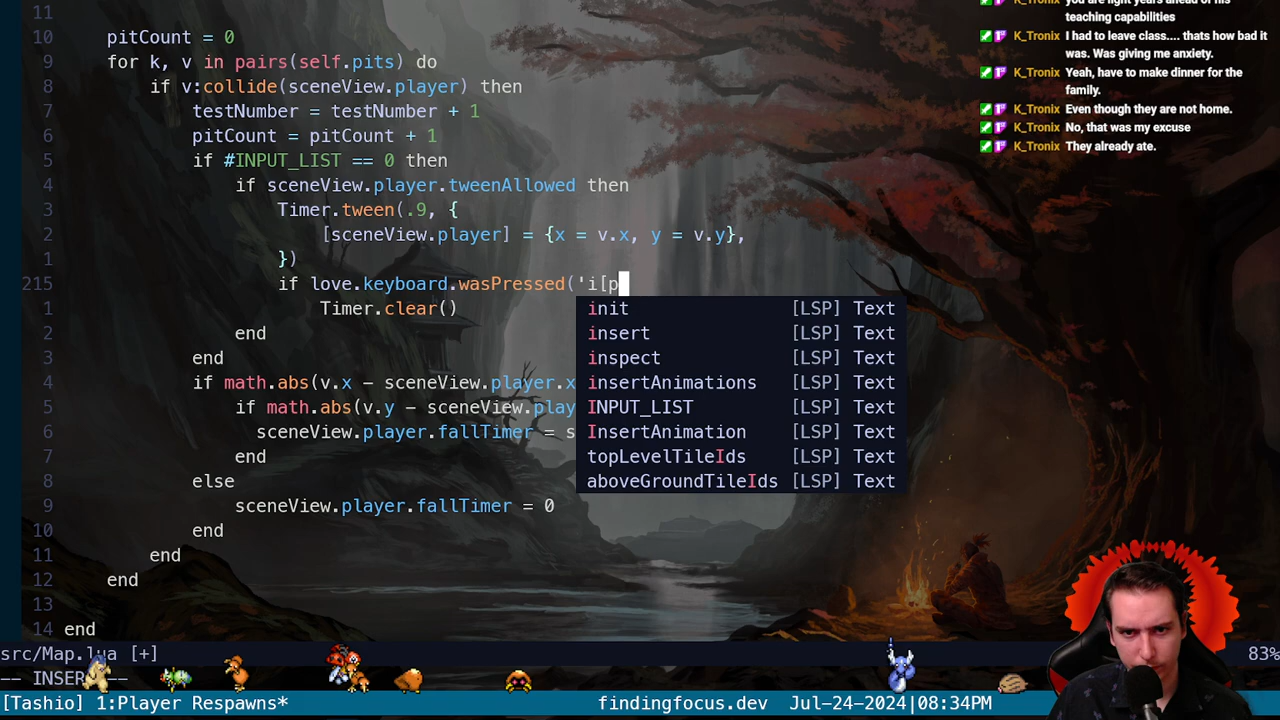 11
10 pitCount = 0
9 for k, v in pairs(self.pits) do
8 if v:collide(sceneView.player) then
7 testNumber = testNumber + 1
6 pitCount = pitCount + 1
5 if #INPUT_LIST == 0 then
4 if sceneView.player.tweenAllowed then
3 Timer.tween(.9, {
2 [sceneView.player] = {x = v.x, y = v.y},
1 })
215 if love.keyboard.wasPressed('i[p
1 Timer.clear()
2 end
3 end
4 if math.abs(v.x - sceneView.player.x
5 if math.abs(v.y - sceneView.play
6 sceneView.player.fallTimer = s
7 end
8 else
9 sceneView.player.fallTimer = 0
10 end
11 end
12 end
13
14 end
init [LSP] Text
insert [LSP] Text
inspect [LSP] Text
insertAnimations [LSP] Text
INPUT_LIST [LSP] Text
InsertAnimation [LSP] Text
topLevelTileIds [LSP] Text
aboveGroundTileIds [LSP] Text
teaching capabilities
K_Tronix I had to leave class.... thats how bad it
was. Was giving me anxiety.
K_Tronix Yeah, have to make dinner for the
family.
K_Tronix Even though they are not home.
K_Tronix No, that was my excuse
K_Tronix They already ate.
src/Map.lua [+] 83%
-- INSERT --
[Tashio] 1:Player Respawns* findingfocus.dev Jul-24-2024|08:34PM